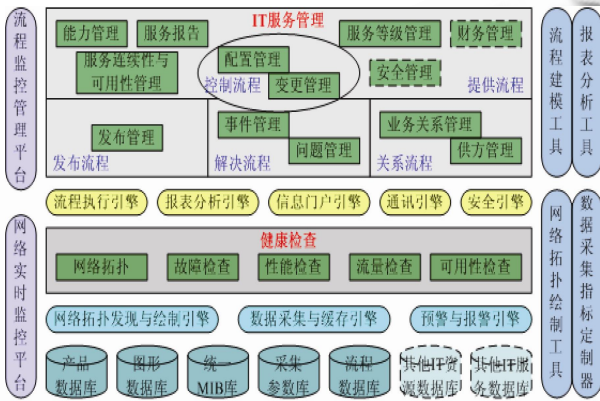 流程监控管理平台
网络实时监控平台
IT服务管理
能力管理
服务报告
服务等级管理
财务管理
服务连续性与
可用性管理
配置管理
变更管理
安全管理
控制流程
提供流程
发布管理
事件管理
问题管理
业务关系管理
供方管理
发布流程
解决流程
关系流程
流程执行引擎
报表分析引擎
信息门户引擎
通讯引擎
安全引擎
健康检查
网络拓扑
故障检查
性能检查
流量检查
可用性检查
网络拓扑发现与绘制引擎
数据采集与缓存引擎
预警与报警引擎
产品
数据库
图形
数据库
统一
MIB库
采集
参数库
流程
数据库
其他IT资
源数据库
其他IT服
务数据库
流程建模工具
报表分析工具
网络拓扑绘制工具
数据采集指标定制器